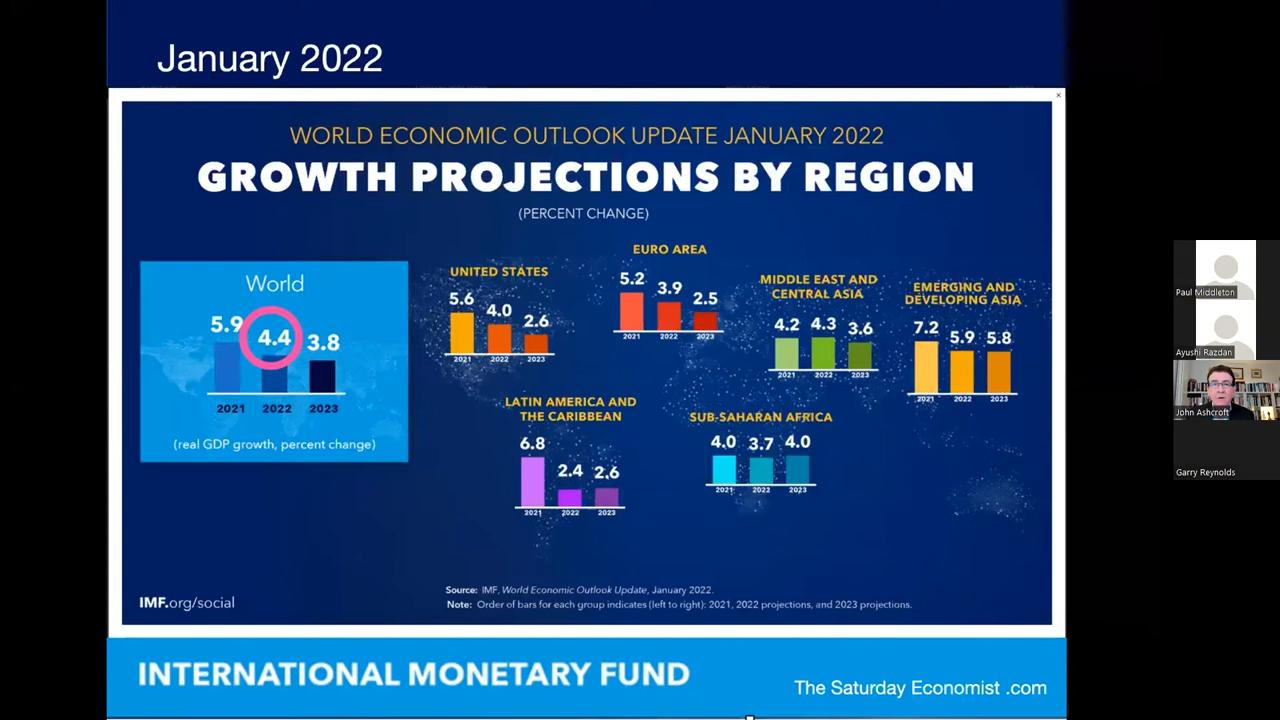 January 2022
WORLD ECONOMIC OUTLOOK UPDATE JANUARY 2022
GROWTH PROJECTIONS BY REGION
(PERCENT CHANGE)
World
5.9 4.4 3.8
2021 2022 2023
(real GDP growth, percent change)
UNITED STATES
5.6 4.0 2.6
2021 2022 2023
EURO AREA
5.2 3.9 2.5
2021 2022 2023
MIDDLE EAST AND
CENTRAL ASIA
4.2 4.3 3.6
2021 2022 2023
EMERGING AND
DEVELOPING ASIA
7.2 5.9 5.8
2021 2022 2023
LATIN AMERICA AND
THE CARIBBEAN
6.8 2.4 2.6
2021 2022 2023
SUB-SAHARAN AFRICA
4.0 3.7 4.0
2021 2022 2023
Source: IMF, World Economic Outlook Update, January 2022.
Note: Order of bars for each group indicates (left to right): 2021, 2022 projections, and 2023 projections.
IMF.org/social
INTERNATIONAL MONETARY FUND
The Saturday Economist .com
Paul Middleton
Ayushi Razdan
John Ashcroft
Garry Reynolds